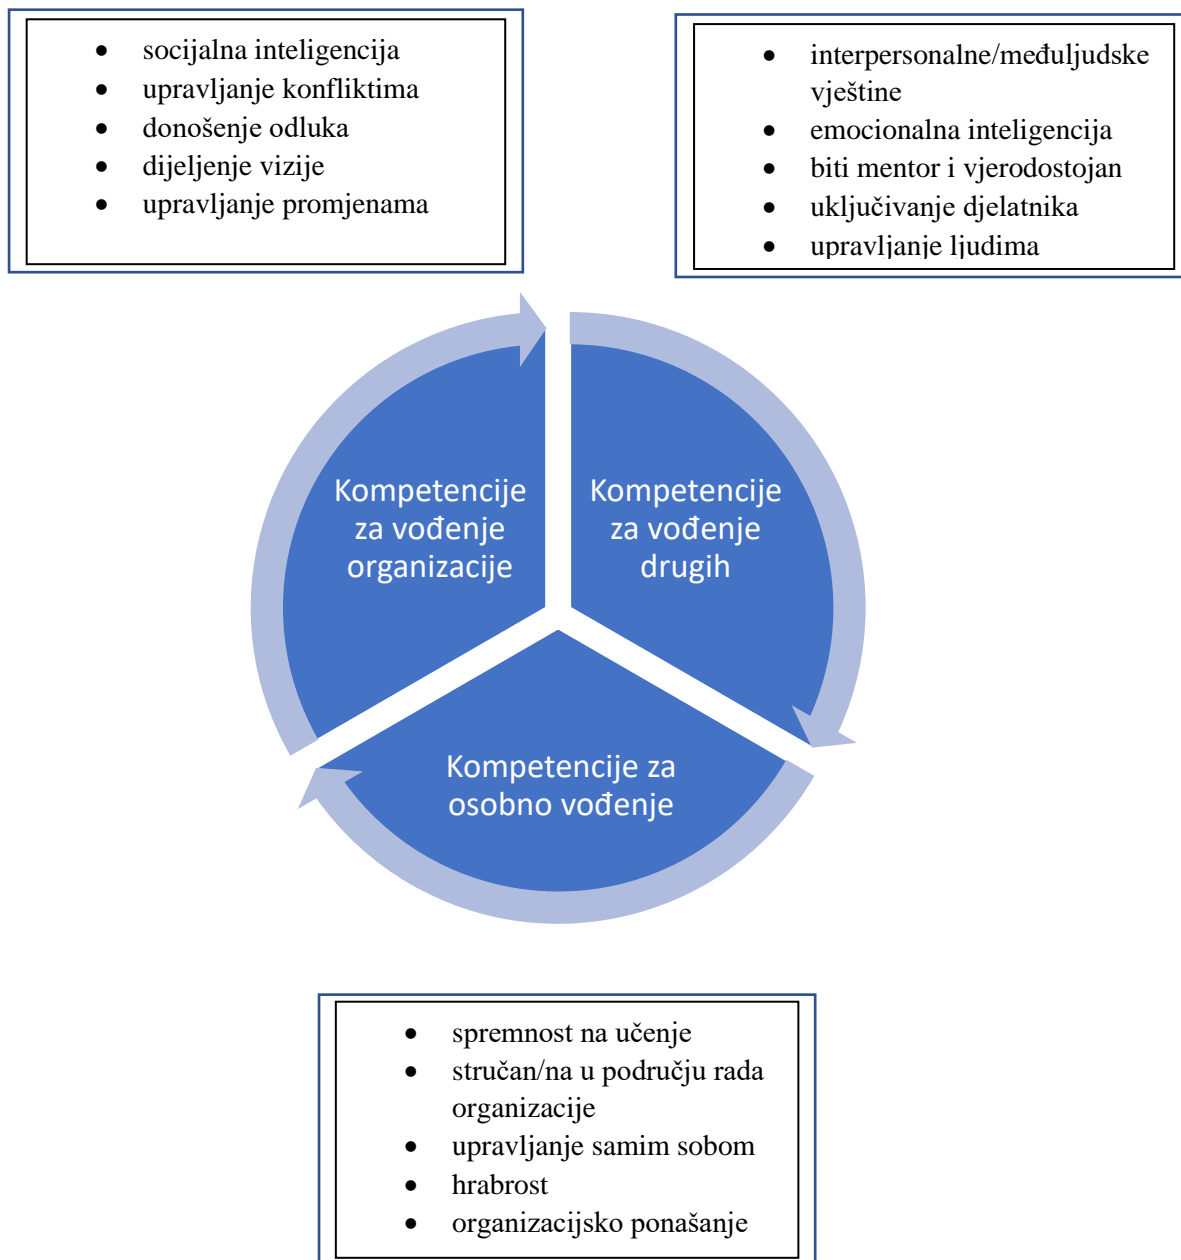 • socijalna inteligencija
• upravljanje konfliktima
• donošenje odluka
• dijeljenje vizije
• upravljanje promjenama
• interpersonalne/međuljudske
vještine
• emocionalna inteligencija
• biti mentor i vjerodostojan
• uključivanje djelatnika
• upravljanje ljudima
Kompetencije
za vođenje
organizacije
Kompetencije
za vođenje
drugih
Kompetencije za
osobno vođenje
• spremnost na učenje
• stručan/na u području rada
organizacije
• upravljanje samim sobom
• hrabrost
• organizacijsko ponašanje